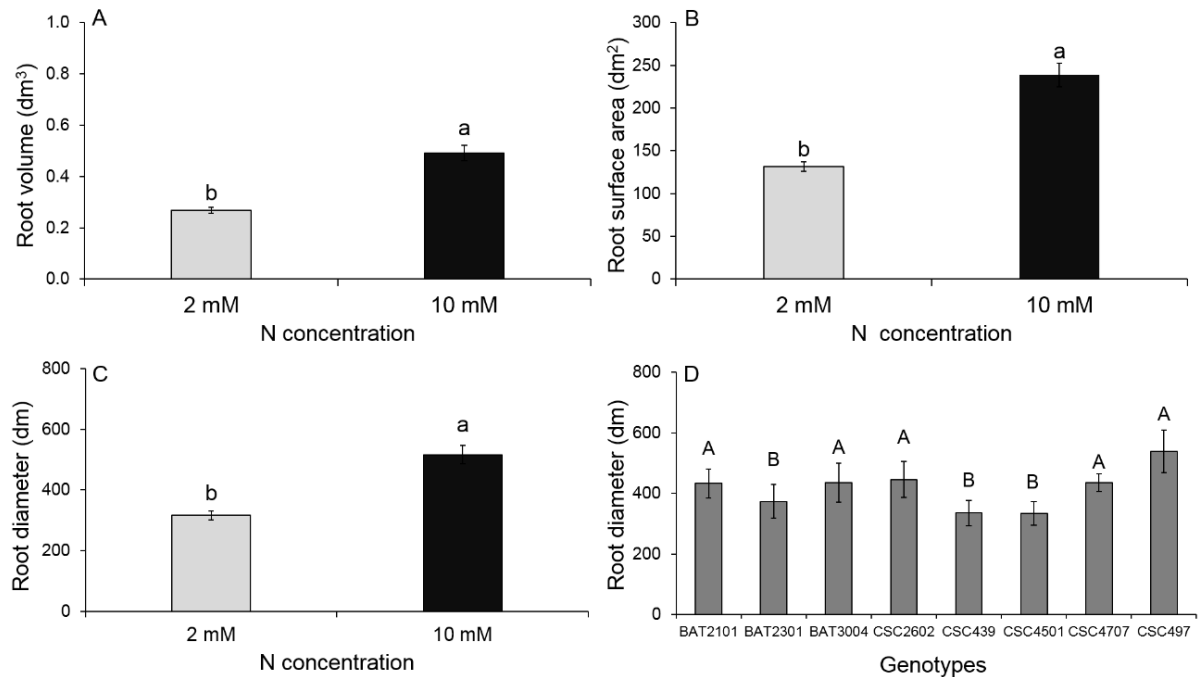 A
Root volume (dm³)
1.0
0.8
0.6
0.4
0.2
0.0
b
a
2 mM
10 mM
N concentration
B
Root surface area (dm²)
300
250
200
150
100
50
0
b
a
2 mM
10 mM
N concentration
C
Root diameter (dm)
800
600
400
200
0
b
a
2 mM
10 mM
N concentration
D
Root diameter (dm)
800
600
400
200
0
A B A A B B A A
BAT2101 BAT2301 BAT3004 CSC2602 CSC439 CSC4501 CSC4707 CSC497
Genotypes